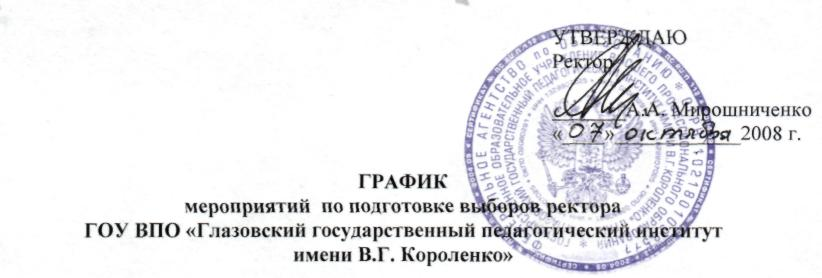 УТВЕРЖДАЮ
Ректор
А.А. Мирошниченко
«07» октября 2008 г.
ГРАФИК
мероприятий по подготовке выборов ректора
ГОУ ВПО «Глазовский государственный педагогический институт
имени В.Г. Короленко»